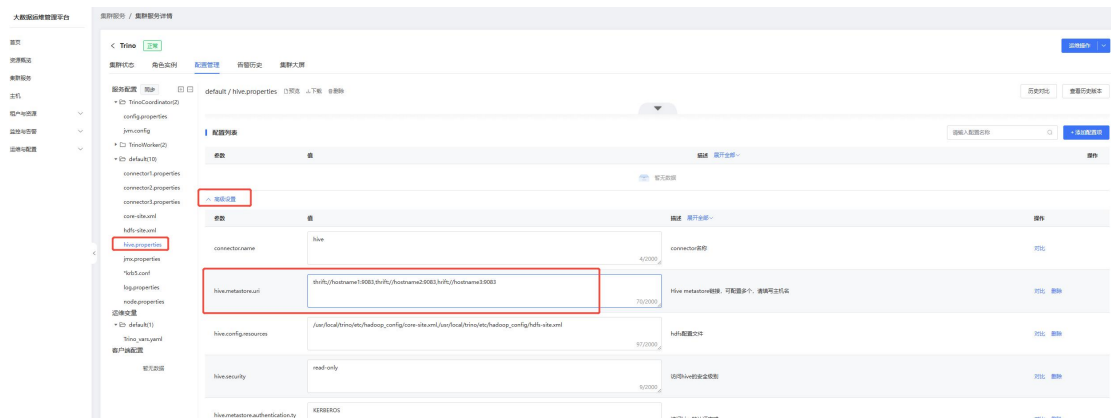 大数据运维管理平台
集群服务 / 集群服务详情
首页
资源概览
集群服务
主机
租户与资源
监控与告警
运维与配置
< Trino 正常
运维操作
集群状态 角色实例 配置管理 告警历史 集群大屏
服务配置 同步
default / hive.properties 预览 下载 删除
历史对比 查看历史版本
TrinoCoordinator(2)
config.properties
jvm.config
TrinoWorker(2)
default(10)
connector1.properties
connector2.properties
connector3.properties
core-site.xml
hdfs-site.xml
hive.properties
jmx.properties
log.properties
node.properties
运维变量
default(1)
Trino_vars.yaml
客户端配置
暂无数据
配置列表
请输入配置名称
+ 添加配置项
参数 值 描述 展开全部 操作
暂无数据
高级设置
参数 值 描述 展开全部 操作
connector.name hive 4/2000 connector名称 对比
hive.metastore.uri thrift://hostname1:9083,thrift://hostname2:9083,hrift://hostname3:9083 70/2000 Hive metastore链接，可配置多个，请填写主机名 对比 删除
hive.config.resources /usr/local/trino/etc/hadoop_config/core-site.xml,/usr/local/trino/etc/hadoop_config/hdfs-site.xml 97/2000 hdfs配置文件 对比 删除
hive.security read-only 9/2000 访问hive的安全级别 对比 删除
hive.metastore.authentication.ty KERBEROS